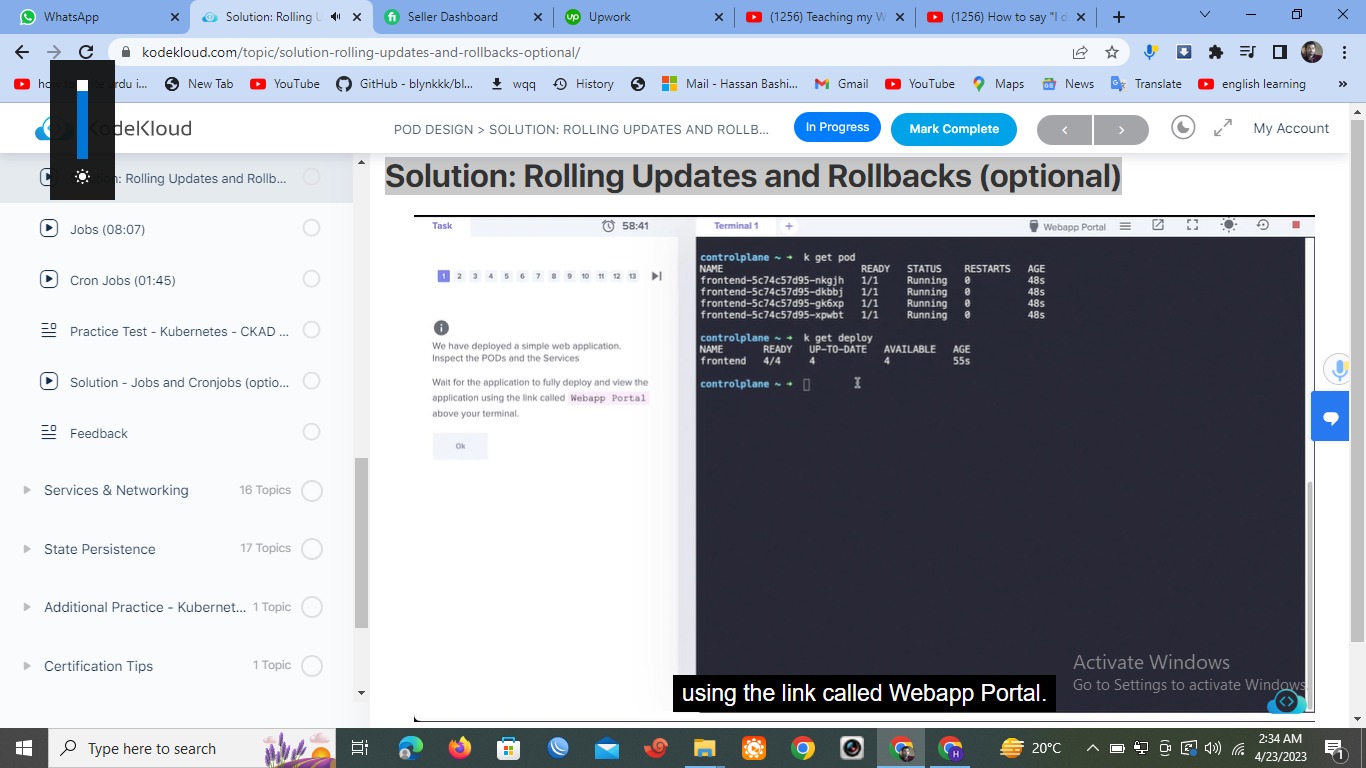 WhatsApp
Solution: Rolling U
Seller Dashboard
Upwork
(1256) Teaching my W
(1256) How to say "I d
kodekloud.com/topic/solution-rolling-updates-and-rollbacks-optional/
New Tab
YouTube
GitHub - blynkkk/bl...
wqq
History
Mail - Hassan Bashi...
Gmail
YouTube
Maps
News
Translate
english learning
»
KodeKloud
POD DESIGN > SOLUTION: ROLLING UPDATES AND ROLLB...
In Progress
Mark Complete
My Account
Rolling Updates and Rollb...
Jobs (08:07)
Cron Jobs (01:45)
Practice Test - Kubernetes - CKAD ...
Solution - Jobs and Cronjobs (optio...
Feedback
Services & Networking 16 Topics
State Persistence 17 Topics
Additional Practice - Kubernet... 1 Topic
Certification Tips 1 Topic
Solution: Rolling Updates and Rollbacks (optional)
Task 58:41
1 2 3 4 5 6 7 8 9 10 11 12 13
We have deployed a simple web application.
Inspect the PODs and the Services
Wait for the application to fully deploy and view the
application using the link called Webapp Portal
above your terminal.
Ok
Terminal 1 +
Webapp Portal
controlplane ~ ➜ k get pod
NAME READY STATUS RESTARTS AGE
frontend-5c74c57d95-nkgjh 1/1 Running 0 48s
frontend-5c74c57d95-dkbbj 1/1 Running 0 48s
frontend-5c74c57d95-gk6xp 1/1 Running 0 48s
frontend-5c74c57d95-xpwbt 1/1 Running 0 48s
controlplane ~ ➜ k get deploy
NAME READY UP-TO-DATE AVAILABLE AGE
frontend 4/4 4 4 55s
controlplane ~ ➜
using the link called Webapp Portal.
Activate Windows
Go to Settings to activate Windows.
Type here to search
20°C
2:34 AM
4/23/2023
1